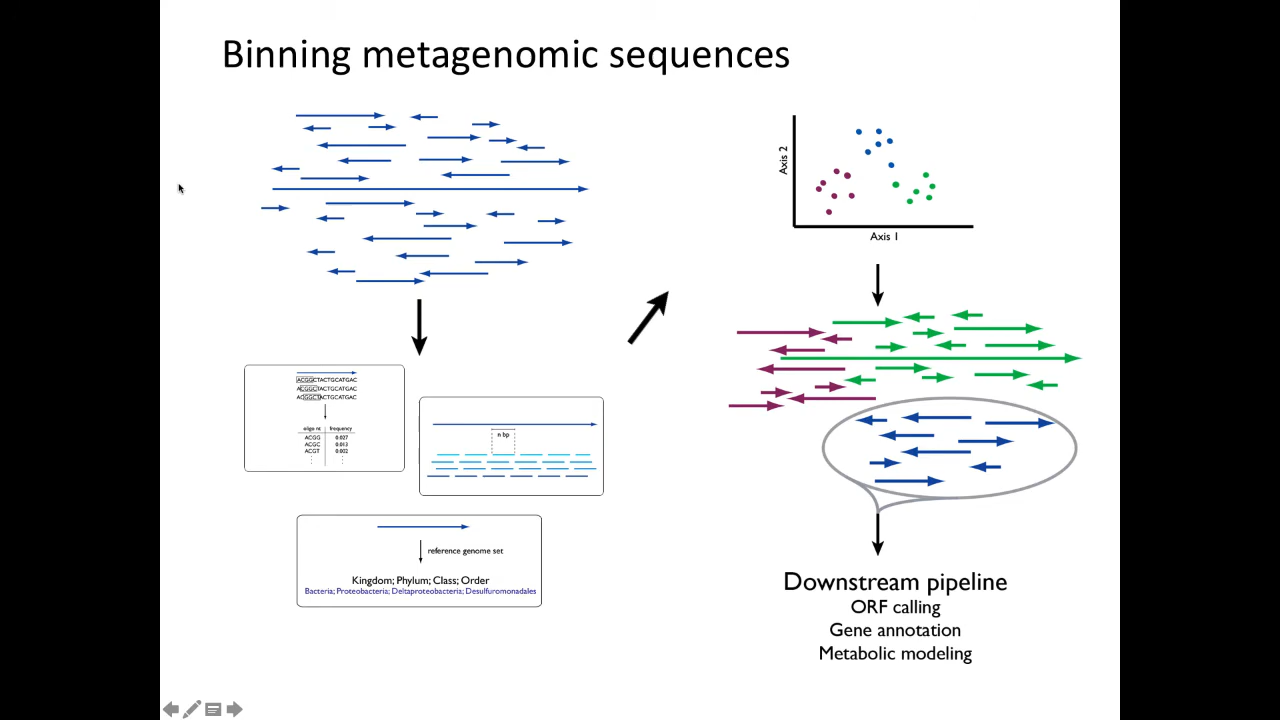 Binning metagenomic sequences
ACGGCTACTGCATGAC
ACGGCTACTGCATGAC
ACGGCTACTGCATGAC
oligo nt frequency
ACGG 0.027
ACGC 0.013
ACGT 0.002
n bp
reference genome set
Kingdom; Phylum; Class; Order
Bacteria; Proteobacteria; Deltaproteobacteria; Desulfuromonadales
Axis 2
Axis 1
Downstream pipeline
ORF calling
Gene annotation
Metabolic modeling